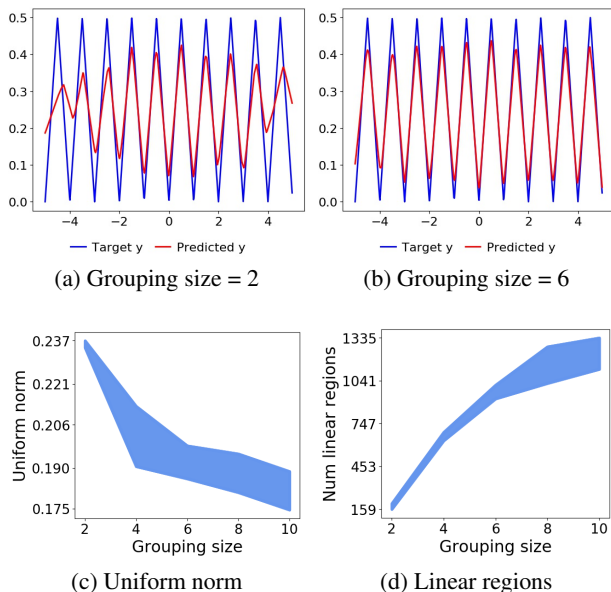 0.5
0.4
0.3
0.2
0.1
0.0
−4 −2 0 2 4
Target y Predicted y
(a) Grouping size = 2
0.5
0.4
0.3
0.2
0.1
0.0
−4 −2 0 2 4
Target y Predicted y
(b) Grouping size = 6
Uniform norm
0.237
0.221
0.206
0.190
0.175
2 4 6 8 10
Grouping size
(c) Uniform norm
Num linear regions
1335
1041
747
453
159
2 4 6 8 10
Grouping size
(d) Linear regions